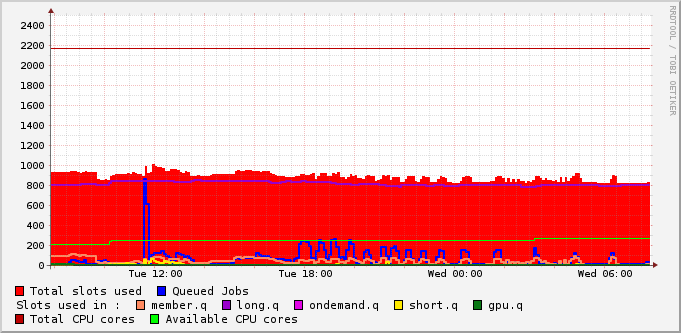 2400
2200
2000
1800
1600
1400
1200
1000
800
600
400
200
0
Tue 12:00 Tue 18:00 Wed 00:00 Wed 06:00
Total slots used Queued Jobs
Slots used in : member.q long.q ondemand.q short.q gpu.q
Total CPU cores Available CPU cores
RRDTOOL / TOBI OETIKER